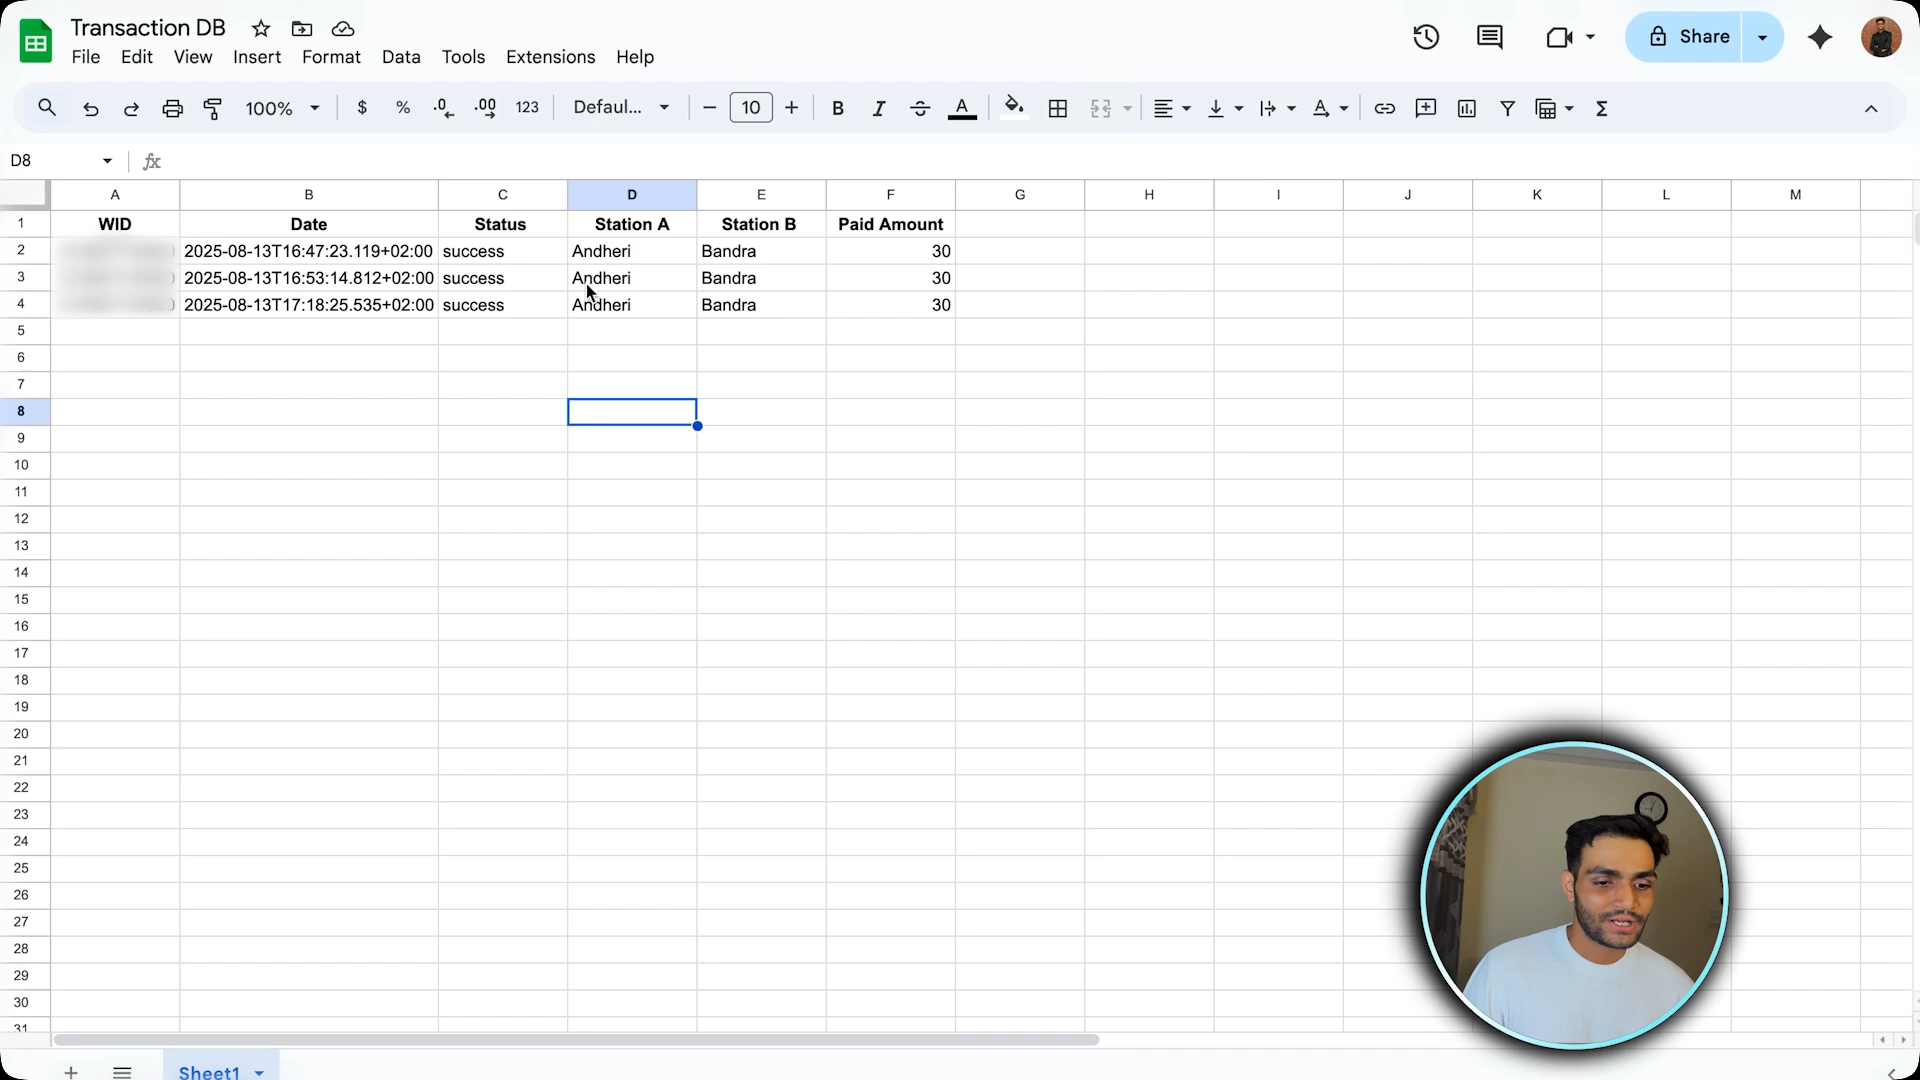 Transaction DB
File Edit View Insert Format Data Tools Extensions Help
Share
100% $ % .0 .00 123 Defaul... 10 B I S A
D8 fx
A B C D E F G H I J K L M
1 WID Date Status Station A Station B Paid Amount
2 2025-08-13T16:47:23.119+02:00 success Andheri Bandra 30
3 2025-08-13T16:53:14.812+02:00 success Andheri Bandra 30
4 2025-08-13T17:18:25.535+02:00 success Andheri Bandra 30
5
6
7
8
9
10
11
12
13
14
15
16
17
18
19
20
21
22
23
24
25
26
27
28
29
30
31
Sheet1